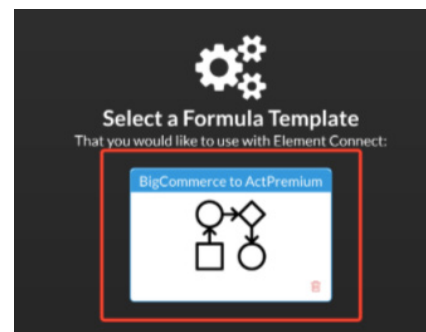 Select a Formula Template
That you would like to use with Element Connect:
BigCommerce to ActPremium